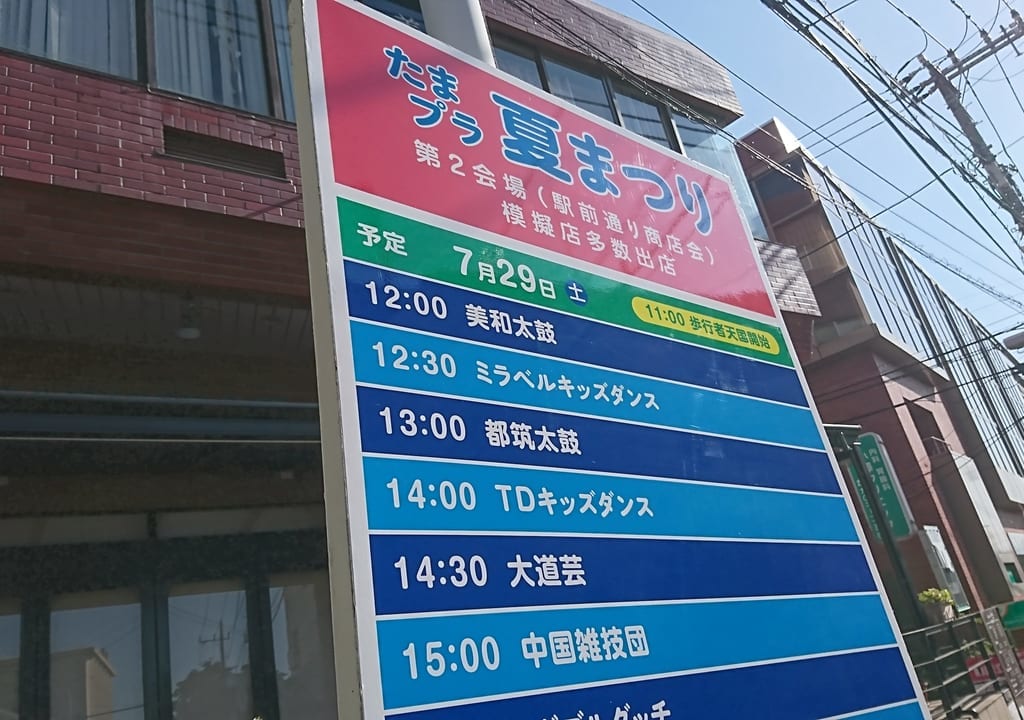 たま
プラ 夏まつり
第2会場(駅前通り商店会)
模擬店多数出店
予定 7月29日 土 11:00 歩行者天国開始
12:00 美和太鼓
12:30 ミラベルキッズダンス
13:00 都筑太鼓
14:00 TDキッズダンス
14:30 大道芸
15:00 中国雑技団